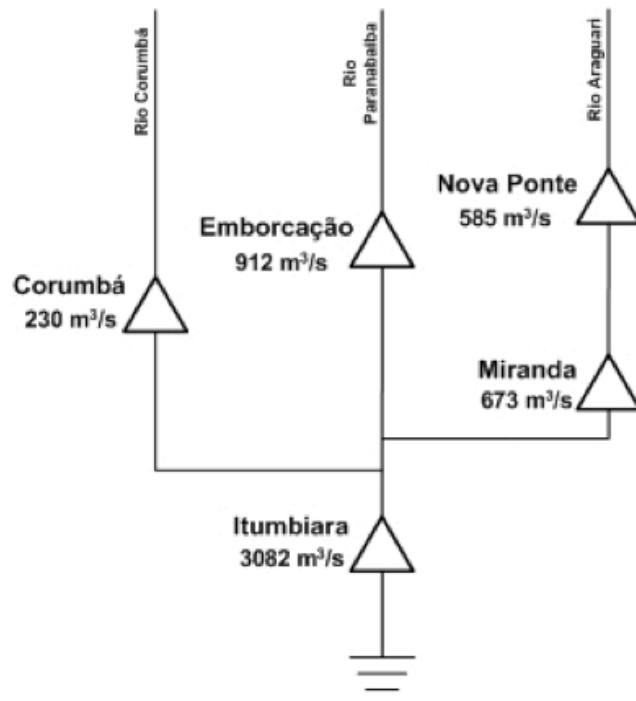 Rio Corumbá
Rio
Paranabaíba
Rio Araguari
Nova Ponte
585 m³/s
Emborcação
912 m³/s
Corumbá
230 m³/s
Miranda
673 m³/s
Itumbiara
3082 m³/s